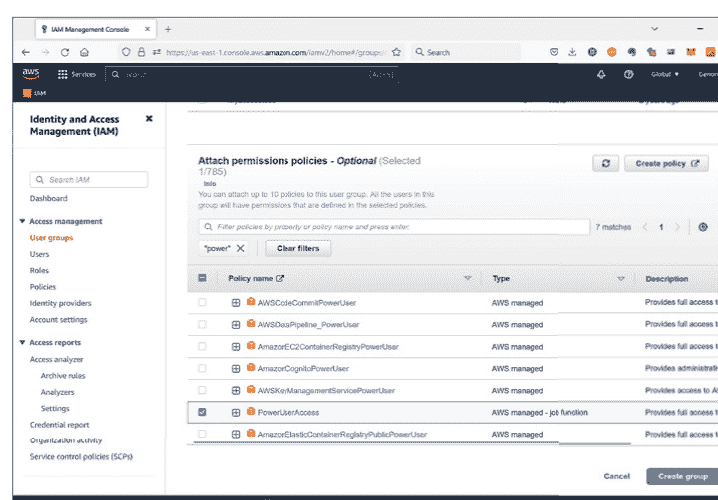 IAM Management Console
https://us-east-1.console.aws.amazon.com/iamv2/home#/groups/
Search
aws
Services
Global
IAM
Identity and Access
Management (IAM)
Search IAM
Dashboard
Access management
User groups
Users
Roles
Policies
Identity providers
Account settings
Access reports
Access analyzer
Archive rules
Analyzers
Settings
Credential report
Organization activity
Service control policies (SCPs)
Attach permissions policies - Optional (Selected
1/785)
Info
You can attach up to 10 policies to this user group. All the users in this
group will have permissions that are defined in the selected policies.
Create policy
Filter policies by property or policy name and press enter.
7 matches
1
"power"
Clear filters
Policy name Type Description
AWSCodeCommitPowerUser AWS managed Provides full access t
AWSDeaPipeline_PowerUser AWS managed Provides full access t
AmazonEC2ContainerRegistryPowerUser AWS managed Provides full access t
AmazonCognitoPowerUser AWS managed Provides administrati
AWSKeyManagementServicePowerUser AWS managed Provides access to A
PowerUserAccess AWS managed - job function Provides full access t
AmazonElasticContainerRegistryPublicPowerUser AWS managed Provides full access t
Cancel
Create group